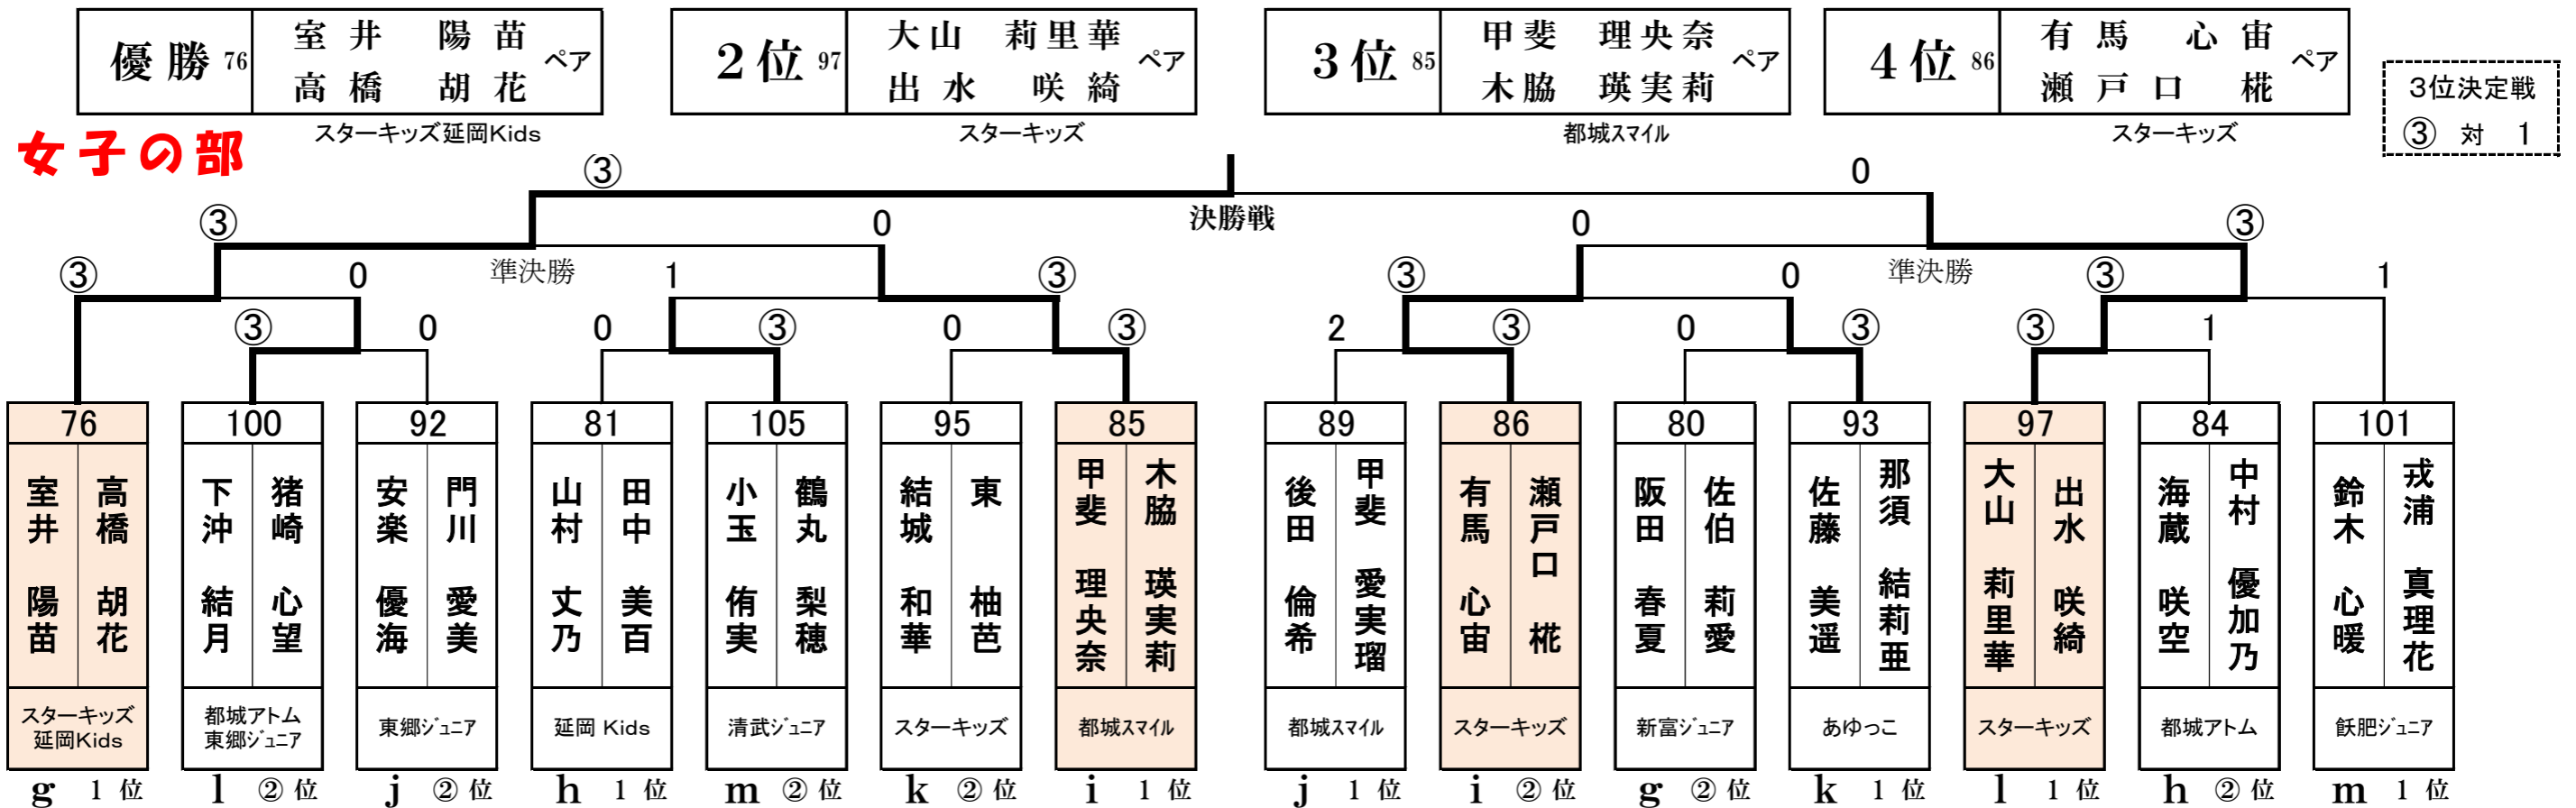 優勝 76 室井 陽苗 高橋 胡花 ペア
スターキッズ延岡Kids
2位 97 大山 莉里華 出水 咲綺 ペア
スターキッズ
3位 85 甲斐 理央奈 木脇 瑛実莉 ペア
都城スマイル
4位 86 有馬 心宙 瀬戸口 椛 ペア
スターキッズ
3位決定戦
③ 対 1
女子の部
③ 0
決勝戦
③ 0 0 ③
準決勝 準決勝
③ 0 1 ③ ③ 0 ③ 1
③ 0 0 ③ 0 ③ 2 ③ 0 ③ ③ 1
76 100 92 81 105 95 85 89 86 80 93 97 84 101
室井 陽苗
高橋 胡花
下沖 結月
猪崎 心望
安楽 優海
門川 愛美
山村 丈乃
田中 美百
小玉 侑実
鶴丸 梨穂
結城 和華
東 柚芭
甲斐 理央奈
木脇 瑛実莉
後田 倫希
甲斐 愛実瑠
有馬 心宙
瀬戸口 椛
阪田 春夏
佐伯 莉愛
佐藤 美遥
那須 結莉亜
大山 莉里華
出水 咲綺
海蔵 咲空
中村 優加乃
鈴木 心暖
戎浦 真理花
スターキッズ
延岡Kids
都城アトム
東郷ジュニア
東郷ジュニア
延岡 Kids
清武ジュニア
スターキッズ
都城スマイル
都城スマイル
スターキッズ
新富ジュニア
あゆっこ
スターキッズ
都城アトム
飫肥ジュニア
g 1 位 l ② 位 j ② 位 h 1 位 m ② 位 k ② 位 i 1 位 j 1 位 i ② 位 g ② 位 k 1 位 l 1 位 h ② 位 m 1 位